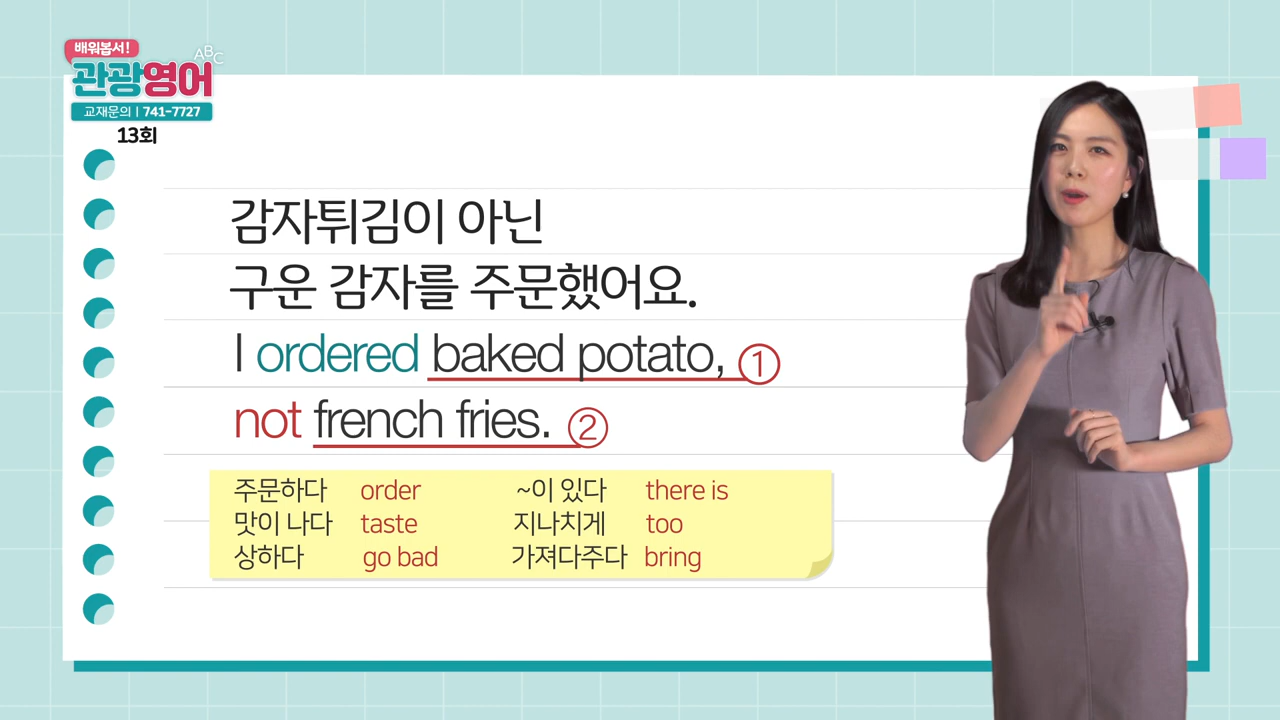 배워봅서!
ABC
관광영어
교재문의 | 741-7727
13회
감자튀김이 아닌
구운 감자를 주문했어요.
I ordered baked potato, ①
not french fries. ②
주문하다 order ~이 있다 there is
맛이 나다 taste 지나치게 too
상하다 go bad 가져다주다 bring